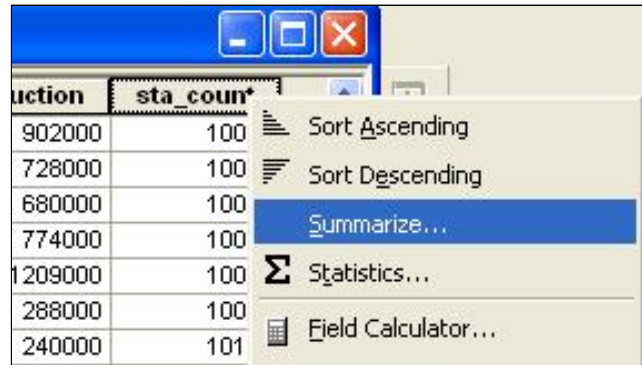 uction sta_count
902000 100
728000 100
680000 100
774000 100
1209000 100
288000 100
240000 101
Sort Ascending
Sort Descending
Summarize...
Σ Statistics...
Field Calculator...